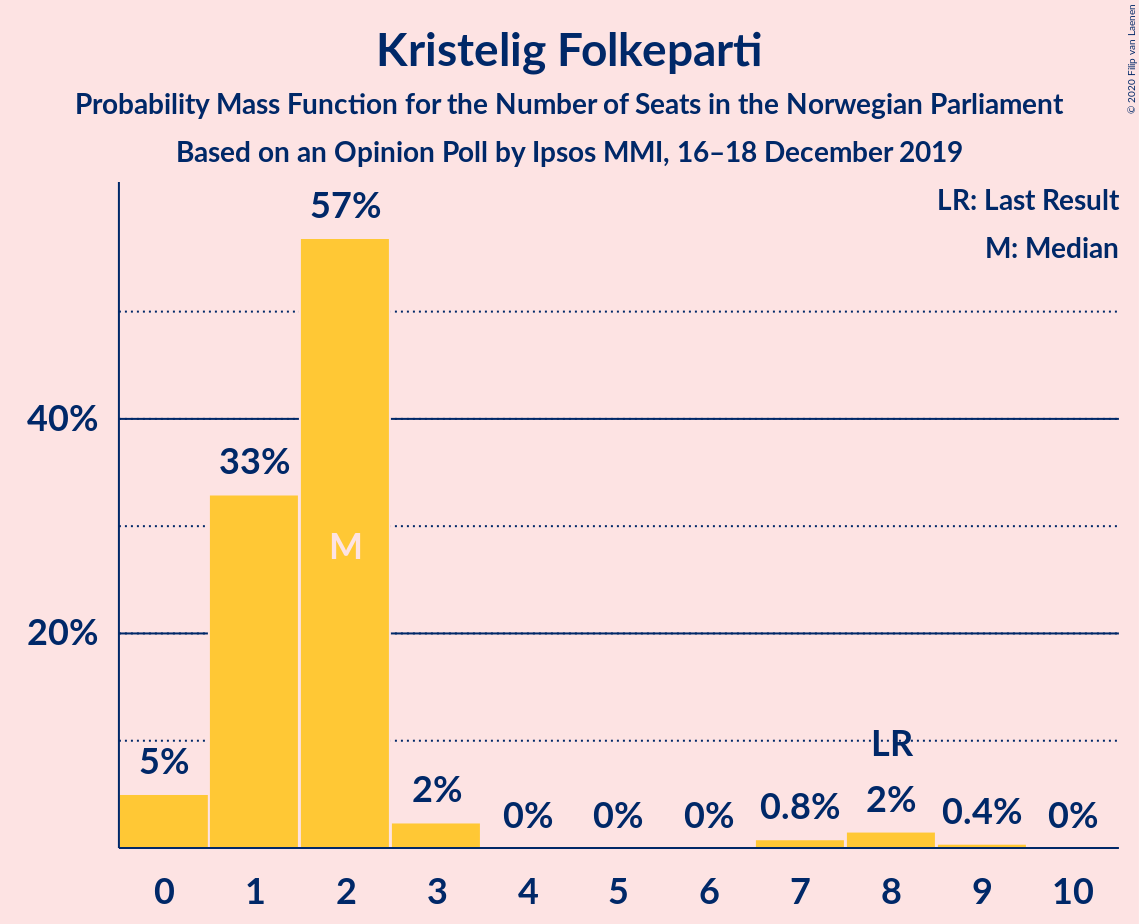 Kristelig Folkeparti
Probability Mass Function for the Number of Seats in the Norwegian Parliament
Based on an Opinion Poll by Ipsos MMI, 16–18 December 2019
© 2020 Filip van Laenen
LR: Last Result
M: Median
57%
40%
33%
M
20%
LR
5%
2%
0%
0%
0%
0.8%
2%
0.4%
0%
0 1 2 3 4 5 6 7 8 9 10